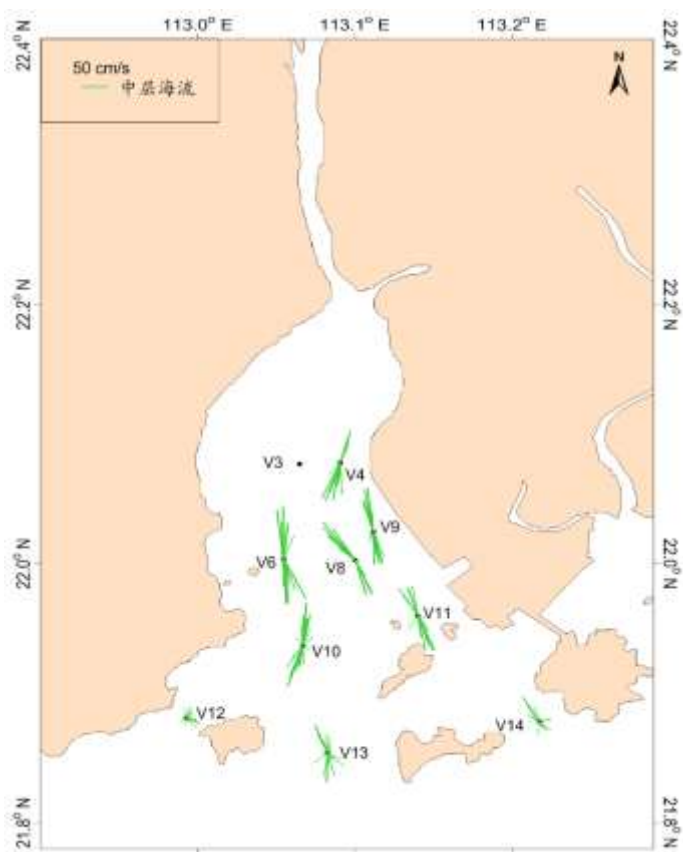 113.0° E 113.1° E 113.2° E
22.4° N 22.4° N
50 cm/s
中层海流
N
22.2° N 22.2° N
V3
V4
V9
22.0° N 22.0° N
V6
V8
V11
V10
V12
V14
V13
21.8° N 21.8° N